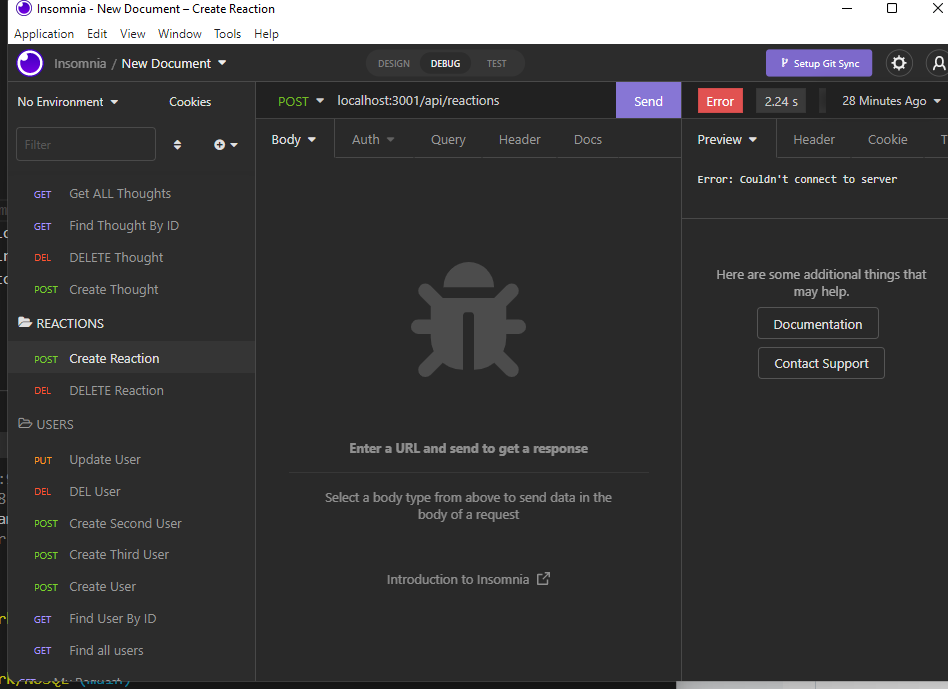 Insomnia - New Document – Create Reaction
Application Edit View Window Tools Help
Insomnia / New Document
DESIGN DEBUG TEST
Setup Git Sync
No Environment Cookies
POST localhost:3001/api/reactions Send
Error 2.24 s 28 Minutes Ago
Filter
Body Auth Query Header Docs
Preview Header Cookie T
Error: Couldn't connect to server
GET Get ALL Thoughts
GET Find Thought By ID
DEL DELETE Thought
POST Create Thought
REACTIONS
POST Create Reaction
DEL DELETE Reaction
USERS
PUT Update User
DEL DEL User
POST Create Second User
POST Create Third User
POST Create User
GET Find User By ID
GET Find all users
Enter a URL and send to get a response
Select a body type from above to send data in the
body of a request
Introduction to Insomnia
Here are some additional things that
may help.
Documentation
Contact Support